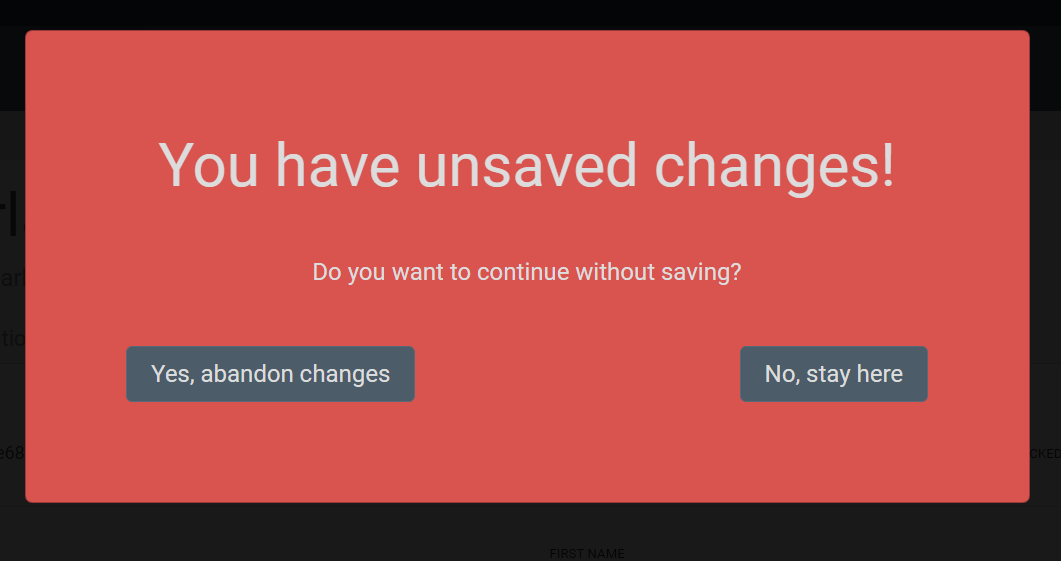 You have unsaved changes!
Do you want to continue without saving?
Yes, abandon changes
No, stay here
FIRST NAME